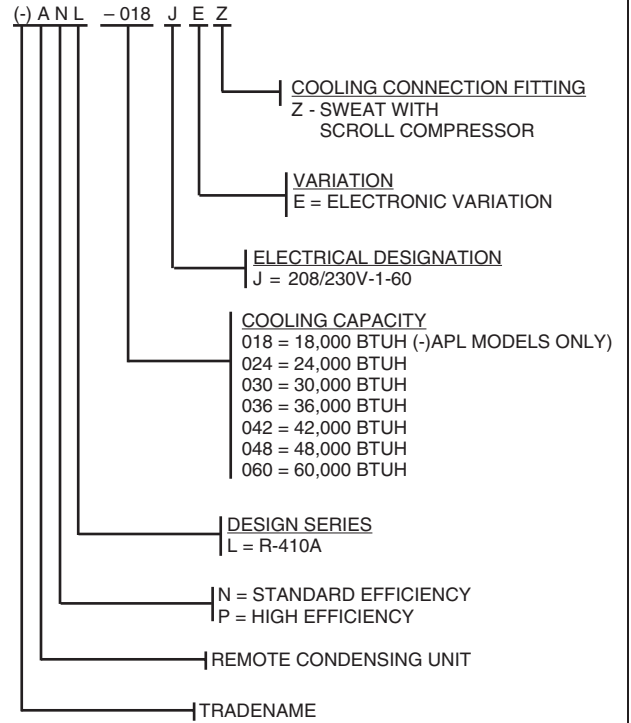 (-) A N L – 018 J E Z
COOLING CONNECTION FITTING
Z - SWEAT WITH
SCROLL COMPRESSOR
VARIATION
E = ELECTRONIC VARIATION
ELECTRICAL DESIGNATION
J = 208/230V-1-60
COOLING CAPACITY
018 = 18,000 BTUH (-)APL MODELS ONLY)
024 = 24,000 BTUH
030 = 30,000 BTUH
036 = 36,000 BTUH
042 = 42,000 BTUH
048 = 48,000 BTUH
060 = 60,000 BTUH
DESIGN SERIES
L = R-410A
N = STANDARD EFFICIENCY
P = HIGH EFFICIENCY
REMOTE CONDENSING UNIT
TRADENAME